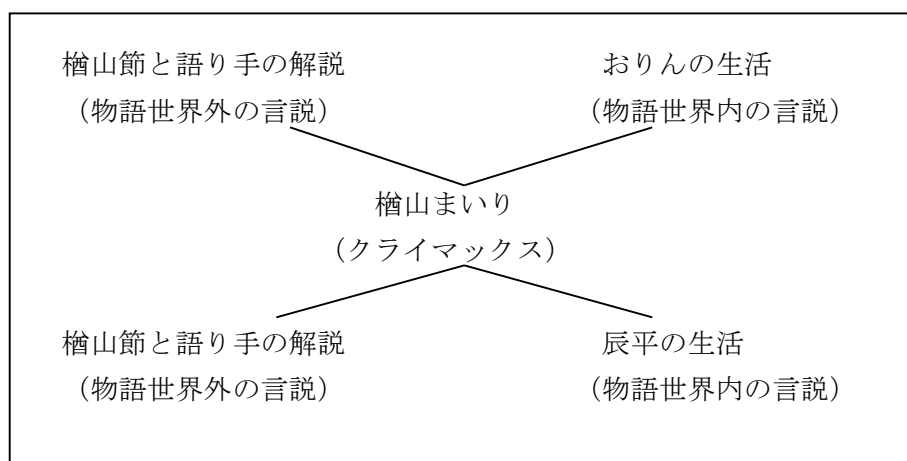 楢山節と語り手の解説
(物語世界外の言説)
おりんの生活
(物語世界内の言説)
楢山まいり
(クライマックス)
楢山節と語り手の解説
(物語世界外の言説)
辰平の生活
(物語世界内の言説)